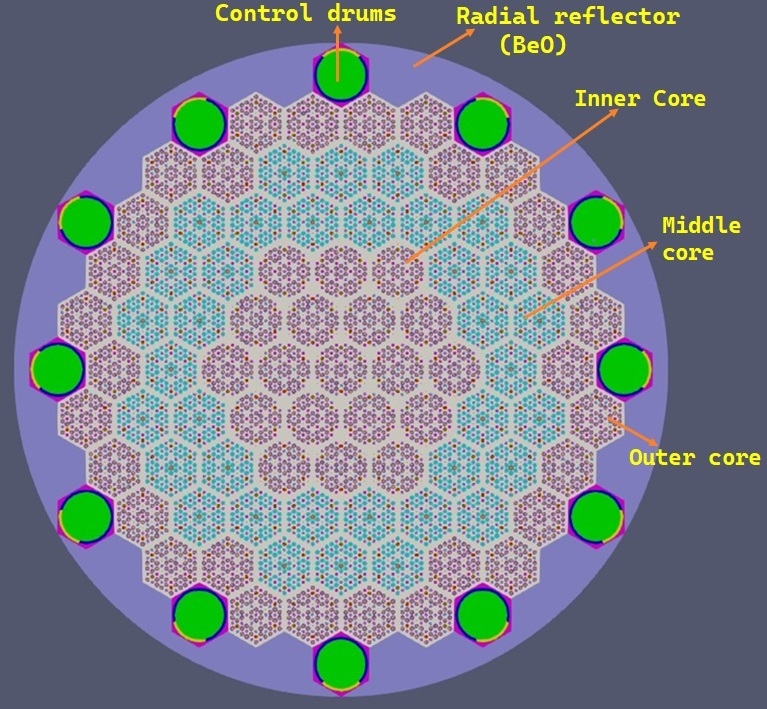 Control drums
Radial reflector
(BeO)
Inner Core
Middle
core
Outer core